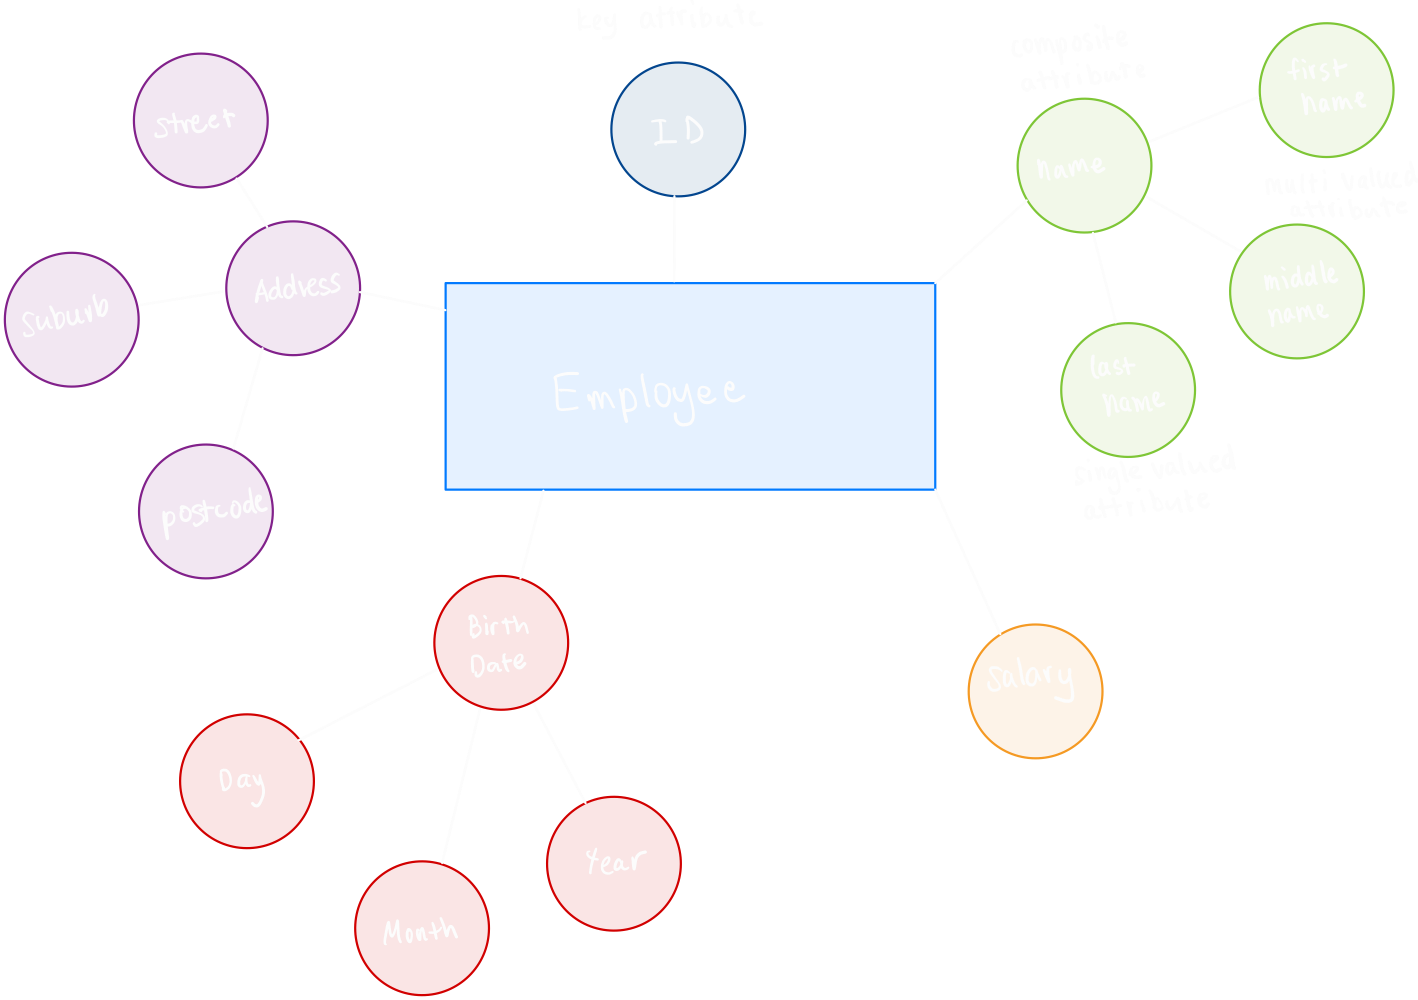 key attribute
composite
attribute
first
name
street
ID
name
multi valued
attribute
Address
suburb
middle
name
last
name
Employee
single valued
attribute
postcode
Birth
Date
salary
Day
Year
Month